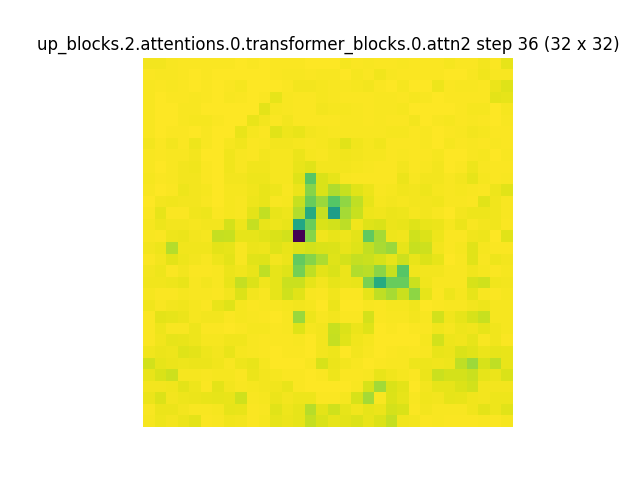 up_blocks.2.attentions.0.transformer_blocks.0.attn2 step 36 (32 x 32)